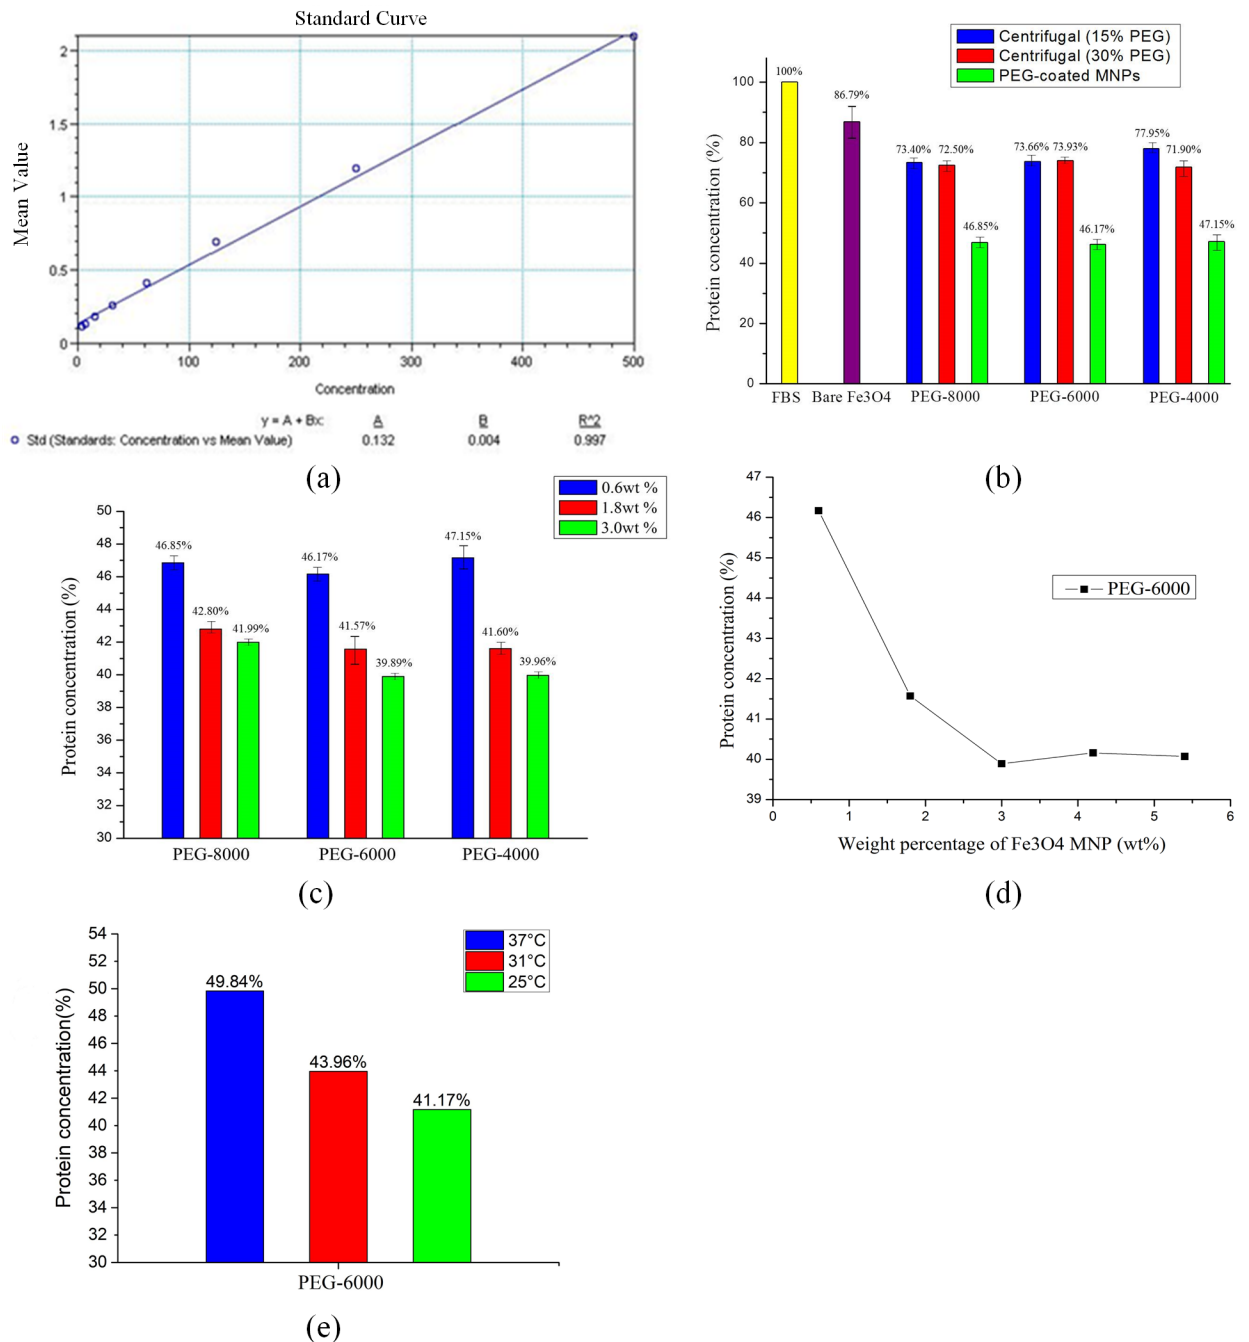 Standard Curve
Mean Value
2
1.5
1
0.5
0
0 100 200 300 400 500
Concentration
y = A + Bx: A B R^2
Std (Standards: Concentration vs Mean Value) 0.132 0.004 0.997
(a)
Centrifugal (15% PEG)
Centrifugal (30% PEG)
PEG-coated MNPs
Protein concentration (%)
100
80
60
40
20
0
100%
86.79%
73.40% 72.50% 46.85%
73.66% 73.93% 46.17%
77.95% 71.90% 47.15%
FBS Bare Fe3O4 PEG-8000 PEG-6000 PEG-4000
(b)
0.6wt %
1.8wt %
3.0wt %
Protein concentration (%)
50
48
46
44
42
40
38
36
34
32
30
46.85% 42.80% 41.99%
46.17% 41.57% 39.89%
47.15% 41.60% 39.96%
PEG-8000 PEG-6000 PEG-4000
(c)
Protein concentration (%)
47
46
45
44
43
42
41
40
39
PEG-6000
0 1 2 3 4 5 6
Weight percentage of Fe3O4 MNP (wt%)
(d)
37°C
31°C
25°C
Protein concentration(%)
54
52
50
48
46
44
42
40
38
36
34
32
30
49.84%
43.96%
41.17%
PEG-6000
(e)